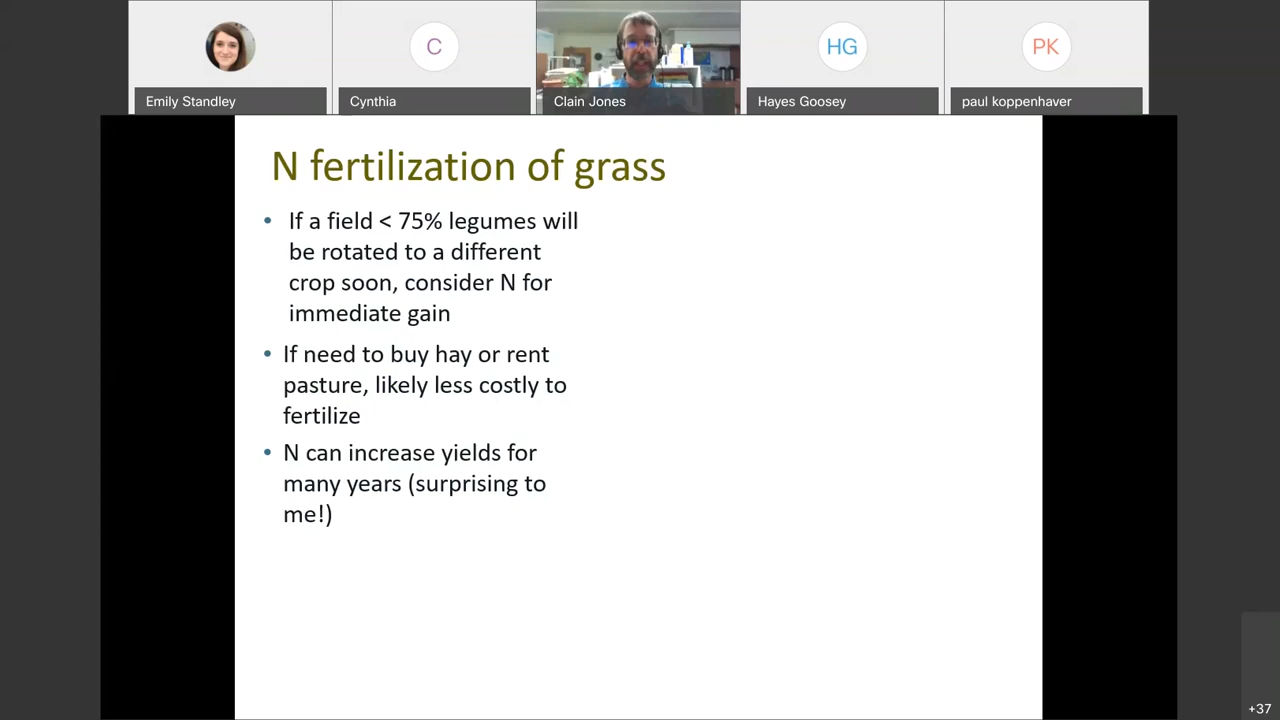 C
HG
PK
Emily Standley
Cynthia
Clain Jones
Hayes Goosey
paul koppenhaver
N fertilization of grass
• If a field < 75% legumes will
be rotated to a different
crop soon, consider N for
immediate gain
• If need to buy hay or rent
pasture, likely less costly to
fertilize
• N can increase yields for
many years (surprising to
me!)
+37